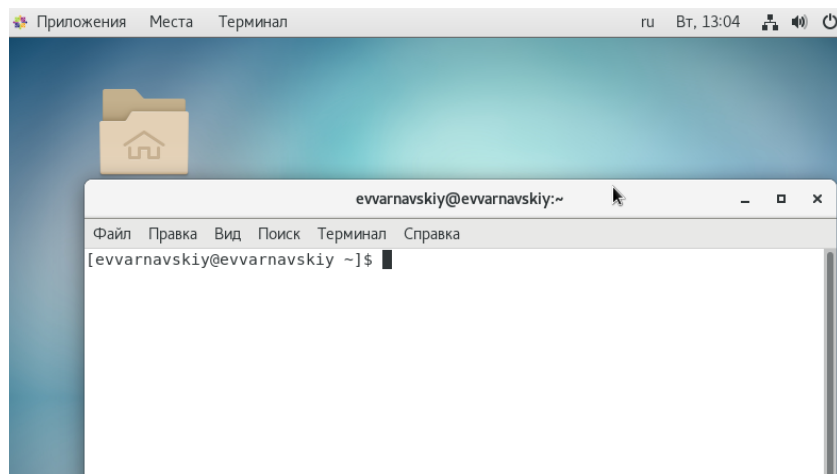 Приложения Места Терминал ru Вт, 13:04
evvarnavskiy@evvarnavskiy:~
Файл Правка Вид Поиск Терминал Справка
[evvarnavskiy@evvarnavskiy ~]$